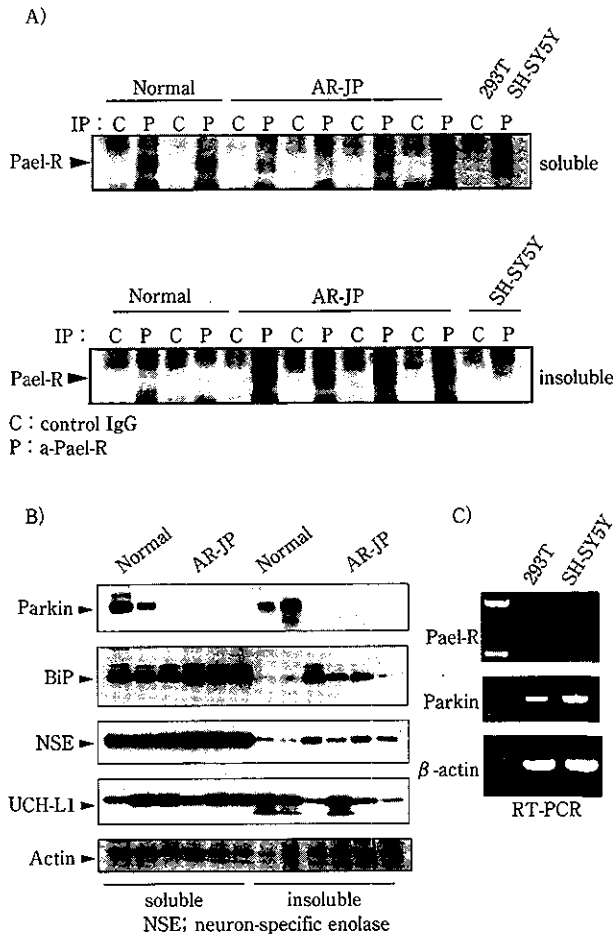 A)
Normal AR-JP 293T SH-SY5Y
IP : C P C P C P C P C P C P C P
Pael-R soluble
Normal AR-JP SH-SY5Y
IP : C P C P C P C P C P C P C P
Pael-R insoluble
C : control IgG
P : a-Pael-R
B)
Normal AR-JP Normal AR-JP
Parkin
BiP
NSE
UCH-L1
Actin
soluble insoluble
NSE; neuron-specific enolase
C)
293T SH-SY5Y
Pael-R
Parkin
β-actin
RT-PCR